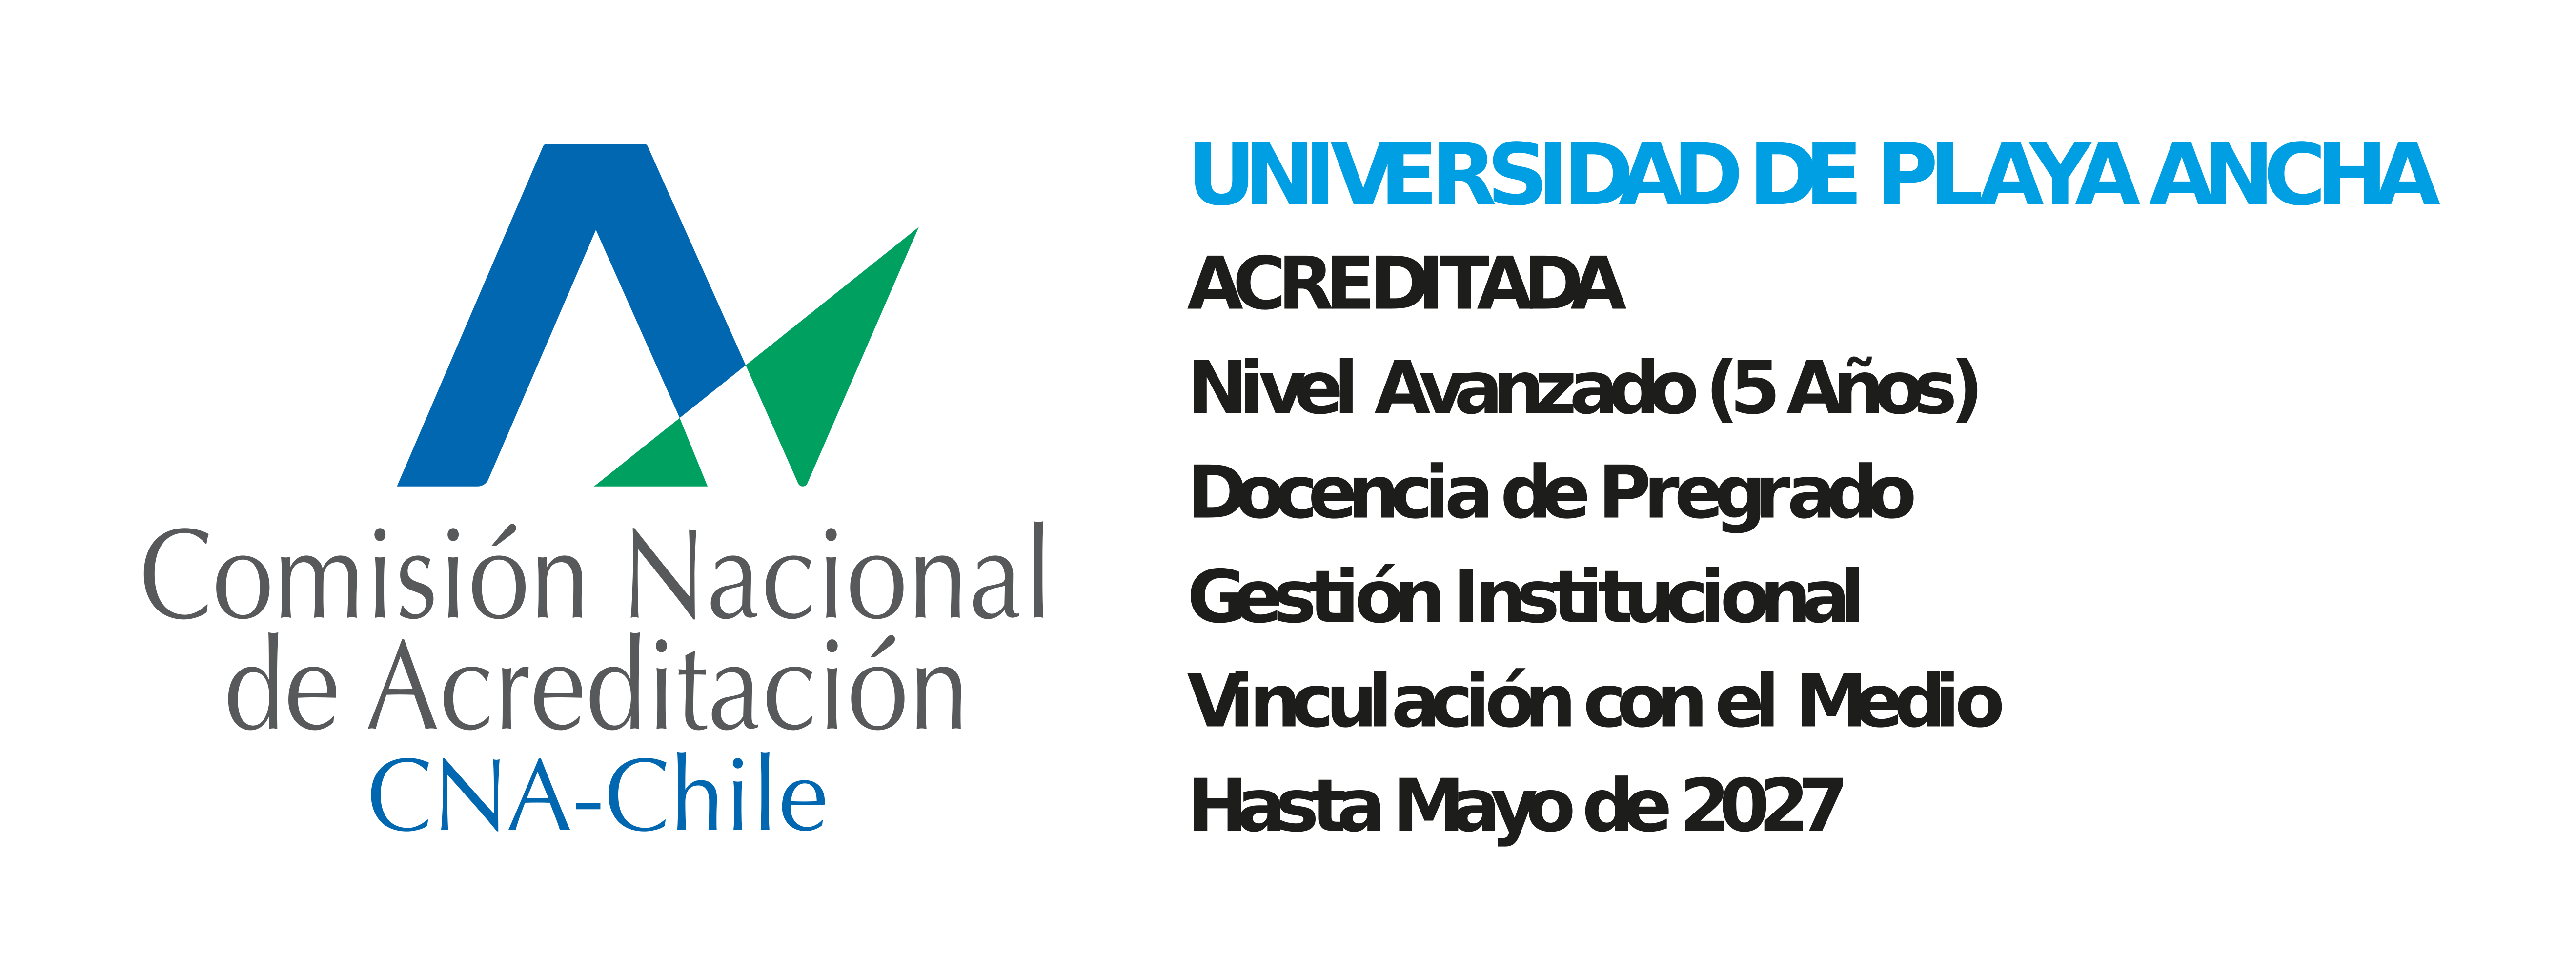 Comisión Nacional
de Acreditación
CNA-Chile
UNIVERSIDAD DE PLAYA ANCHA
ACREDITADA
Nivel Avanzado (5 Años)
Docencia de Pregrado
Gestión Institucional
Vinculación con el Medio
Hasta Mayo de 2027